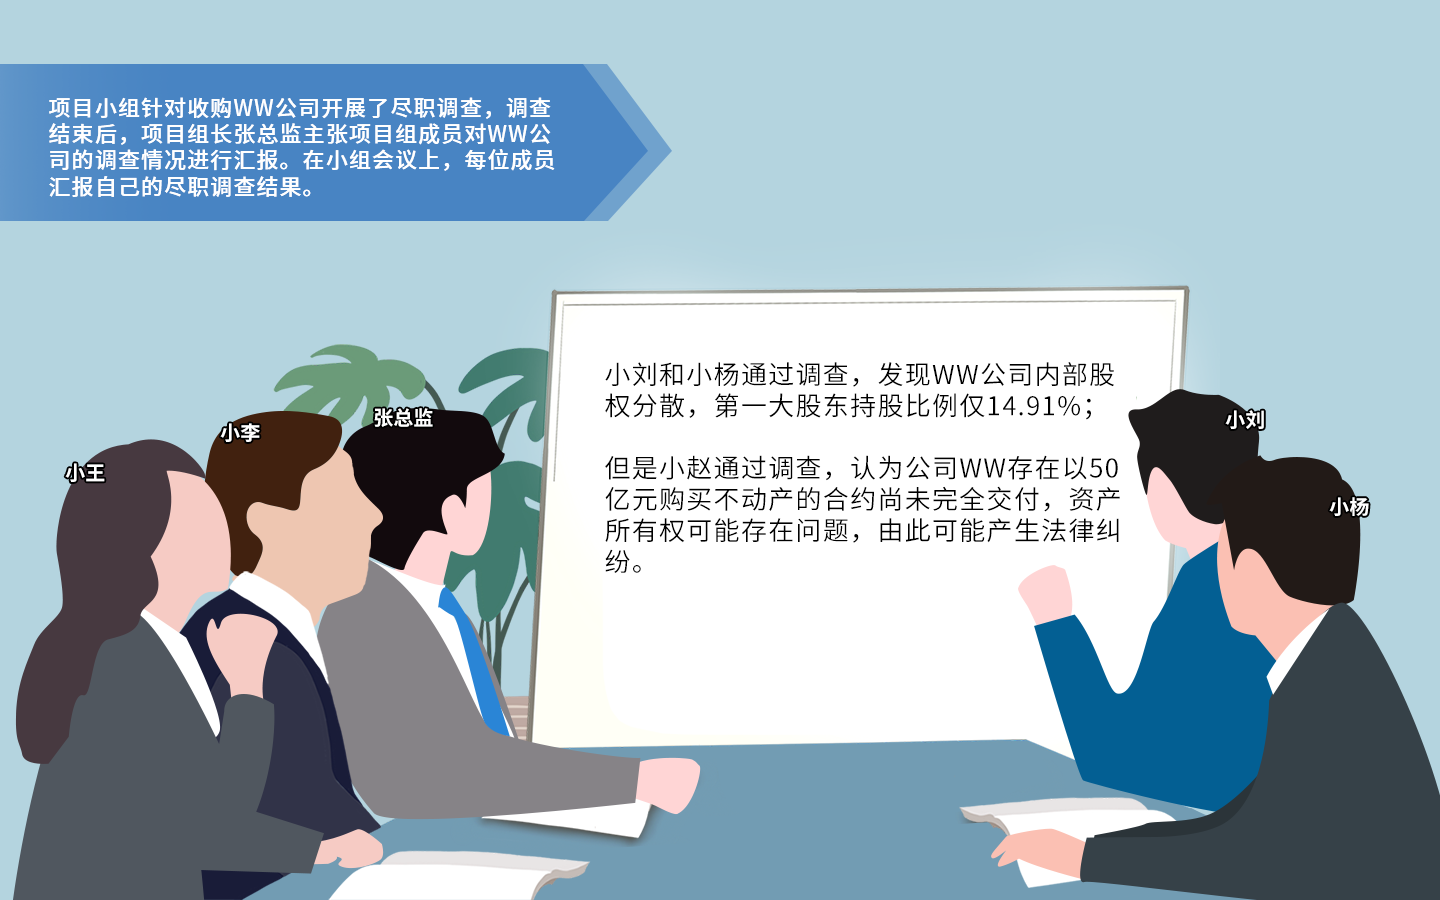 项目小组针对收购WW公司开展了尽职调查，调查
结束后，项目组长张总监主张项目组成员对WW公
司的调查情况进行汇报。在小组会议上，每位成员
汇报自己的尽职调查结果。
小刘和小杨通过调查，发现WW公司内部股
权分散，第一大股东持股比例仅14.91%；
但是小赵通过调查，认为公司WW存在以50
亿元购买不动产的合约尚未完全交付，资产
所有权可能存在问题，由此可能产生法律纠
纷。
小王
小李
张总监
小刘
小杨